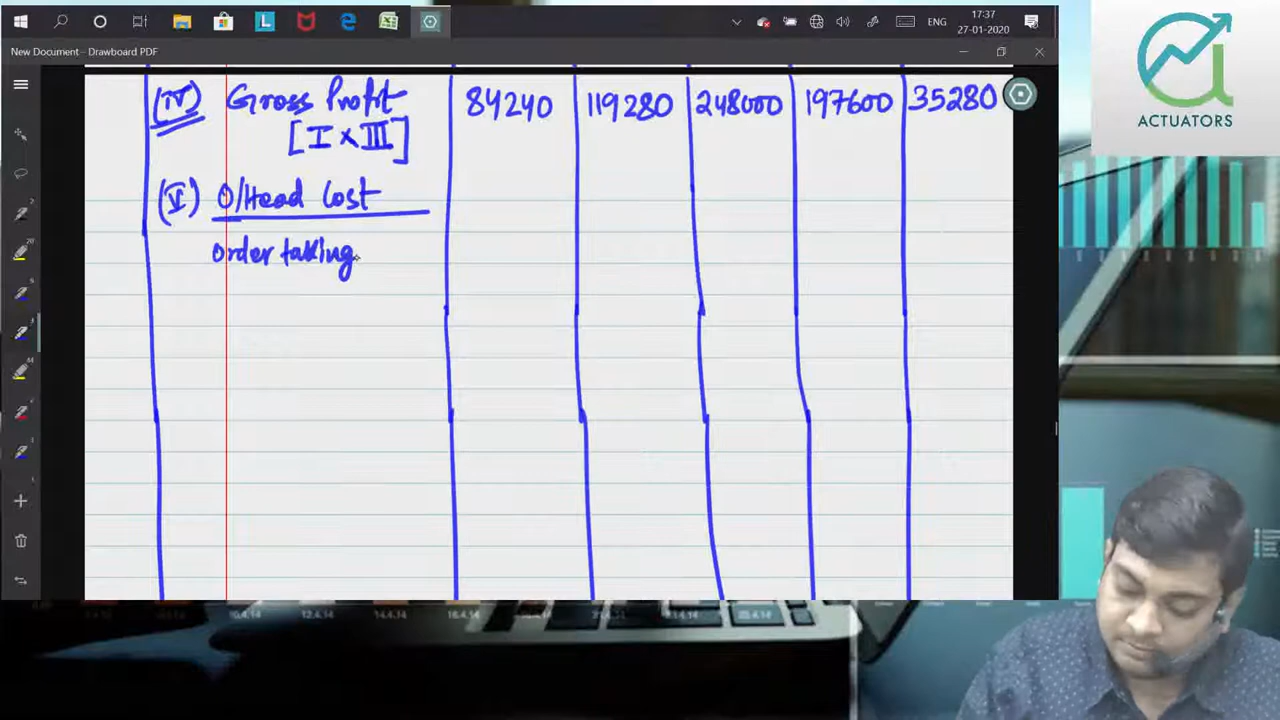 ENG
17:37
27-01-2020
New Document - Drawboard PDF
ACTUATORS
(IV) Gross Profit 84240 119280 248000 197600 35280
[I x III]
(V) O/Head Cost
Order taking